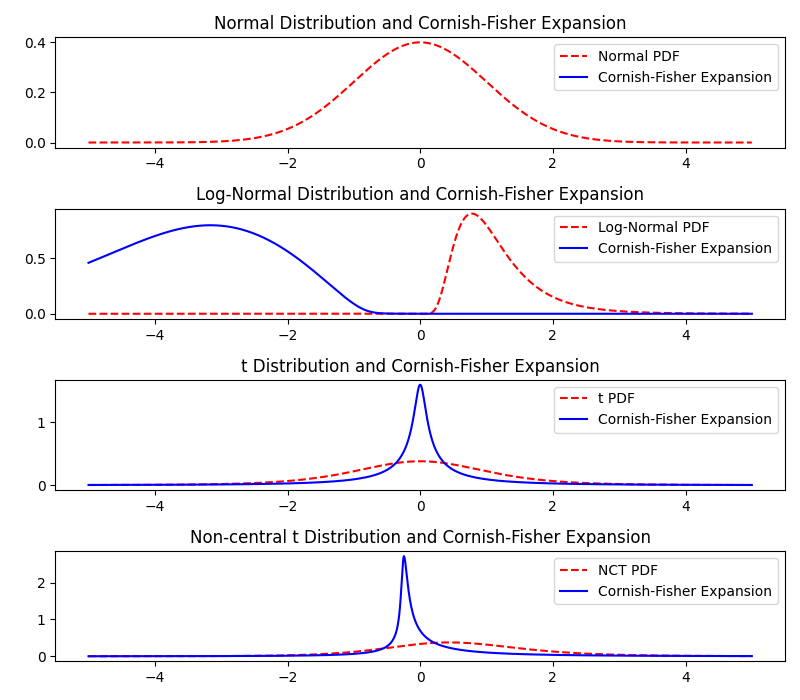 Normal Distribution and Cornish-Fisher Expansion
0.4
0.2
0.0
Normal PDF
Cornish-Fisher Expansion
−4 −2 0 2 4
Log-Normal Distribution and Cornish-Fisher Expansion
0.5
0.0
Log-Normal PDF
Cornish-Fisher Expansion
−4 −2 0 2 4
t Distribution and Cornish-Fisher Expansion
1
0
t PDF
Cornish-Fisher Expansion
−4 −2 0 2 4
Non-central t Distribution and Cornish-Fisher Expansion
2
1
0
NCT PDF
Cornish-Fisher Expansion
−4 −2 0 2 4